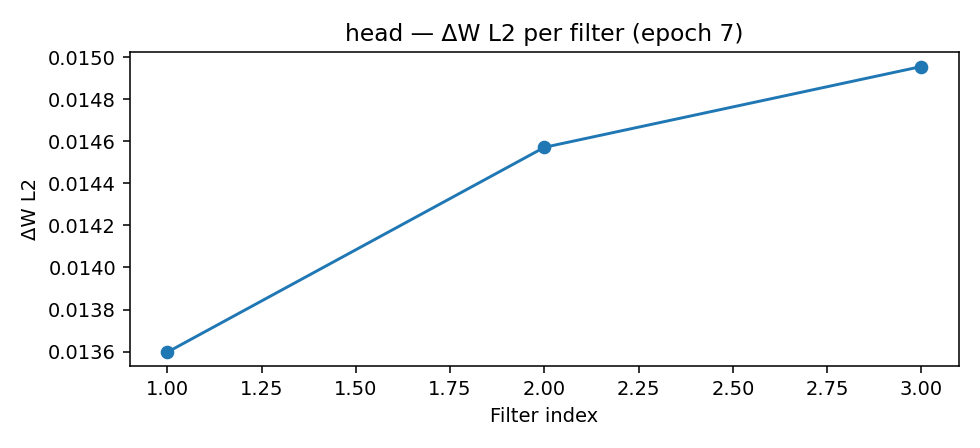 head — ΔW L2 per filter (epoch 7)
ΔW L2
0.0150
0.0148
0.0146
0.0144
0.0142
0.0140
0.0138
0.0136
1.00 1.25 1.50 1.75 2.00 2.25 2.50 2.75 3.00
Filter index